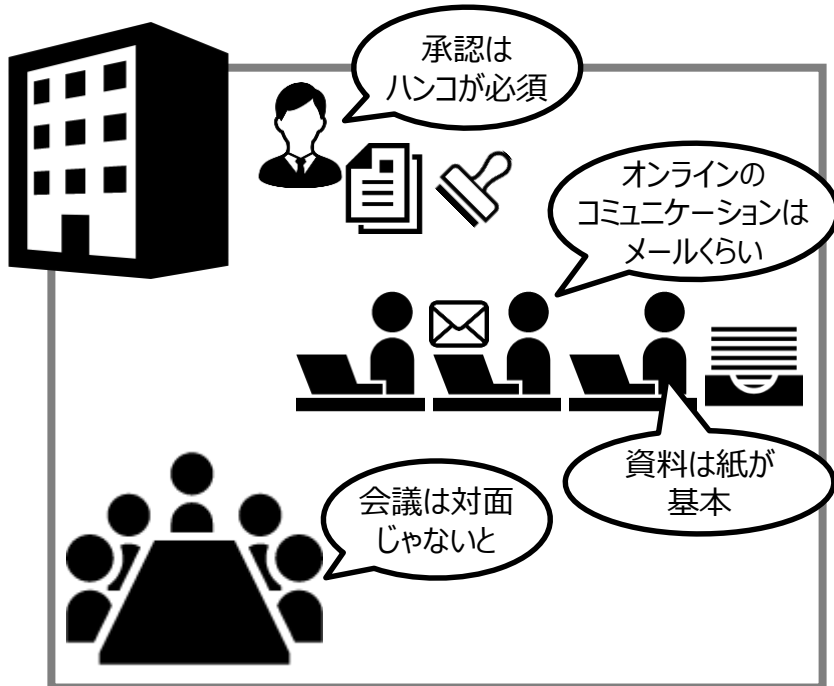 承認は
ハンコが必須
オンラインの
コミュニケーションは
メールくらい
資料は紙が
基本
会議は対面
じゃないと